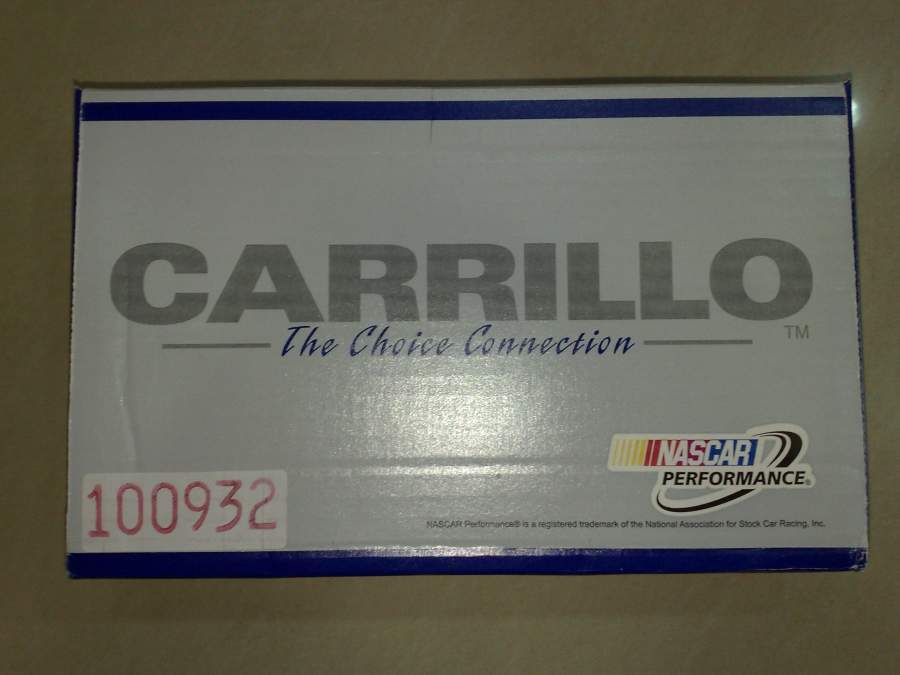 CARRILLO
TM
The Choice Connection
NASCAR
PERFORMANCE®
100932
NASCAR Performance® is a registered trademark of the National Association for Stock Car Racing, Inc.